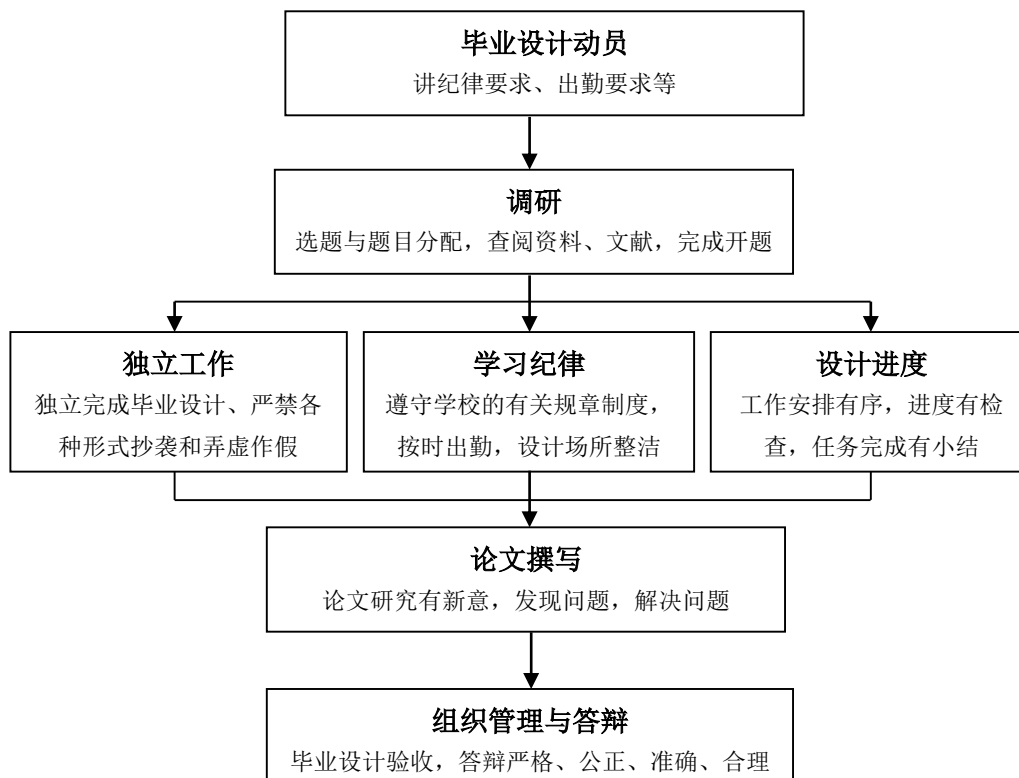 毕业设计动员
讲纪律要求、出勤要求等
调研
选题与题目分配，查阅资料、文献，完成开题
独立工作
独立完成毕业设计、严禁各
种形式抄袭和弄虚作假
学习纪律
遵守学校的有关规章制度，
按时出勤，设计场所整洁
设计进度
工作安排有序，进度有检
查，任务完成有小结
论文撰写
论文研究有新意，发现问题，解决问题
组织管理与答辩
毕业设计验收，答辩严格、公正、准确、合理